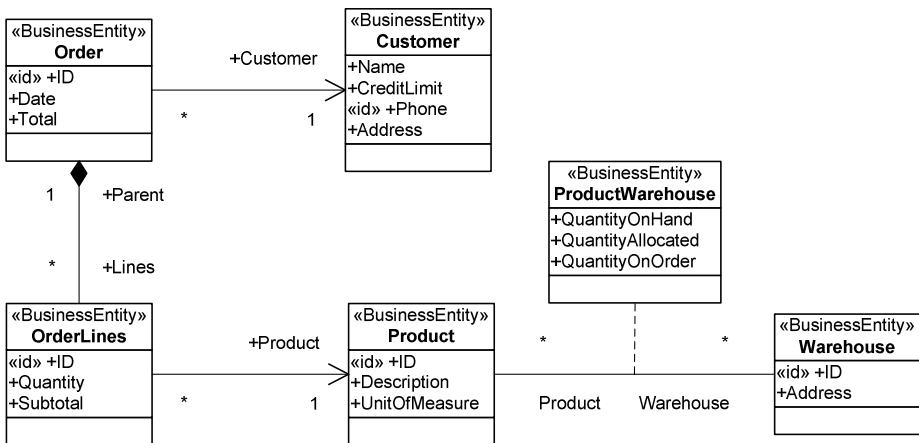 «BusinessEntity»
Order
«id» +ID
+Date
+Total
+Customer
*
1
«BusinessEntity»
Customer
+Name
+CreditLimit
«id» +Phone
+Address
1
+Parent
*
+Lines
«BusinessEntity»
OrderLines
«id» +ID
+Quantity
+Subtotal
+Product
*
1
«BusinessEntity»
Product
«id» +ID
+Description
+UnitOfMeasure
«BusinessEntity»
ProductWarehouse
+QuantityOnHand
+QuantityAllocated
+QuantityOnOrder
*
*
Product
Warehouse
«BusinessEntity»
Warehouse
«id» +ID
+Address